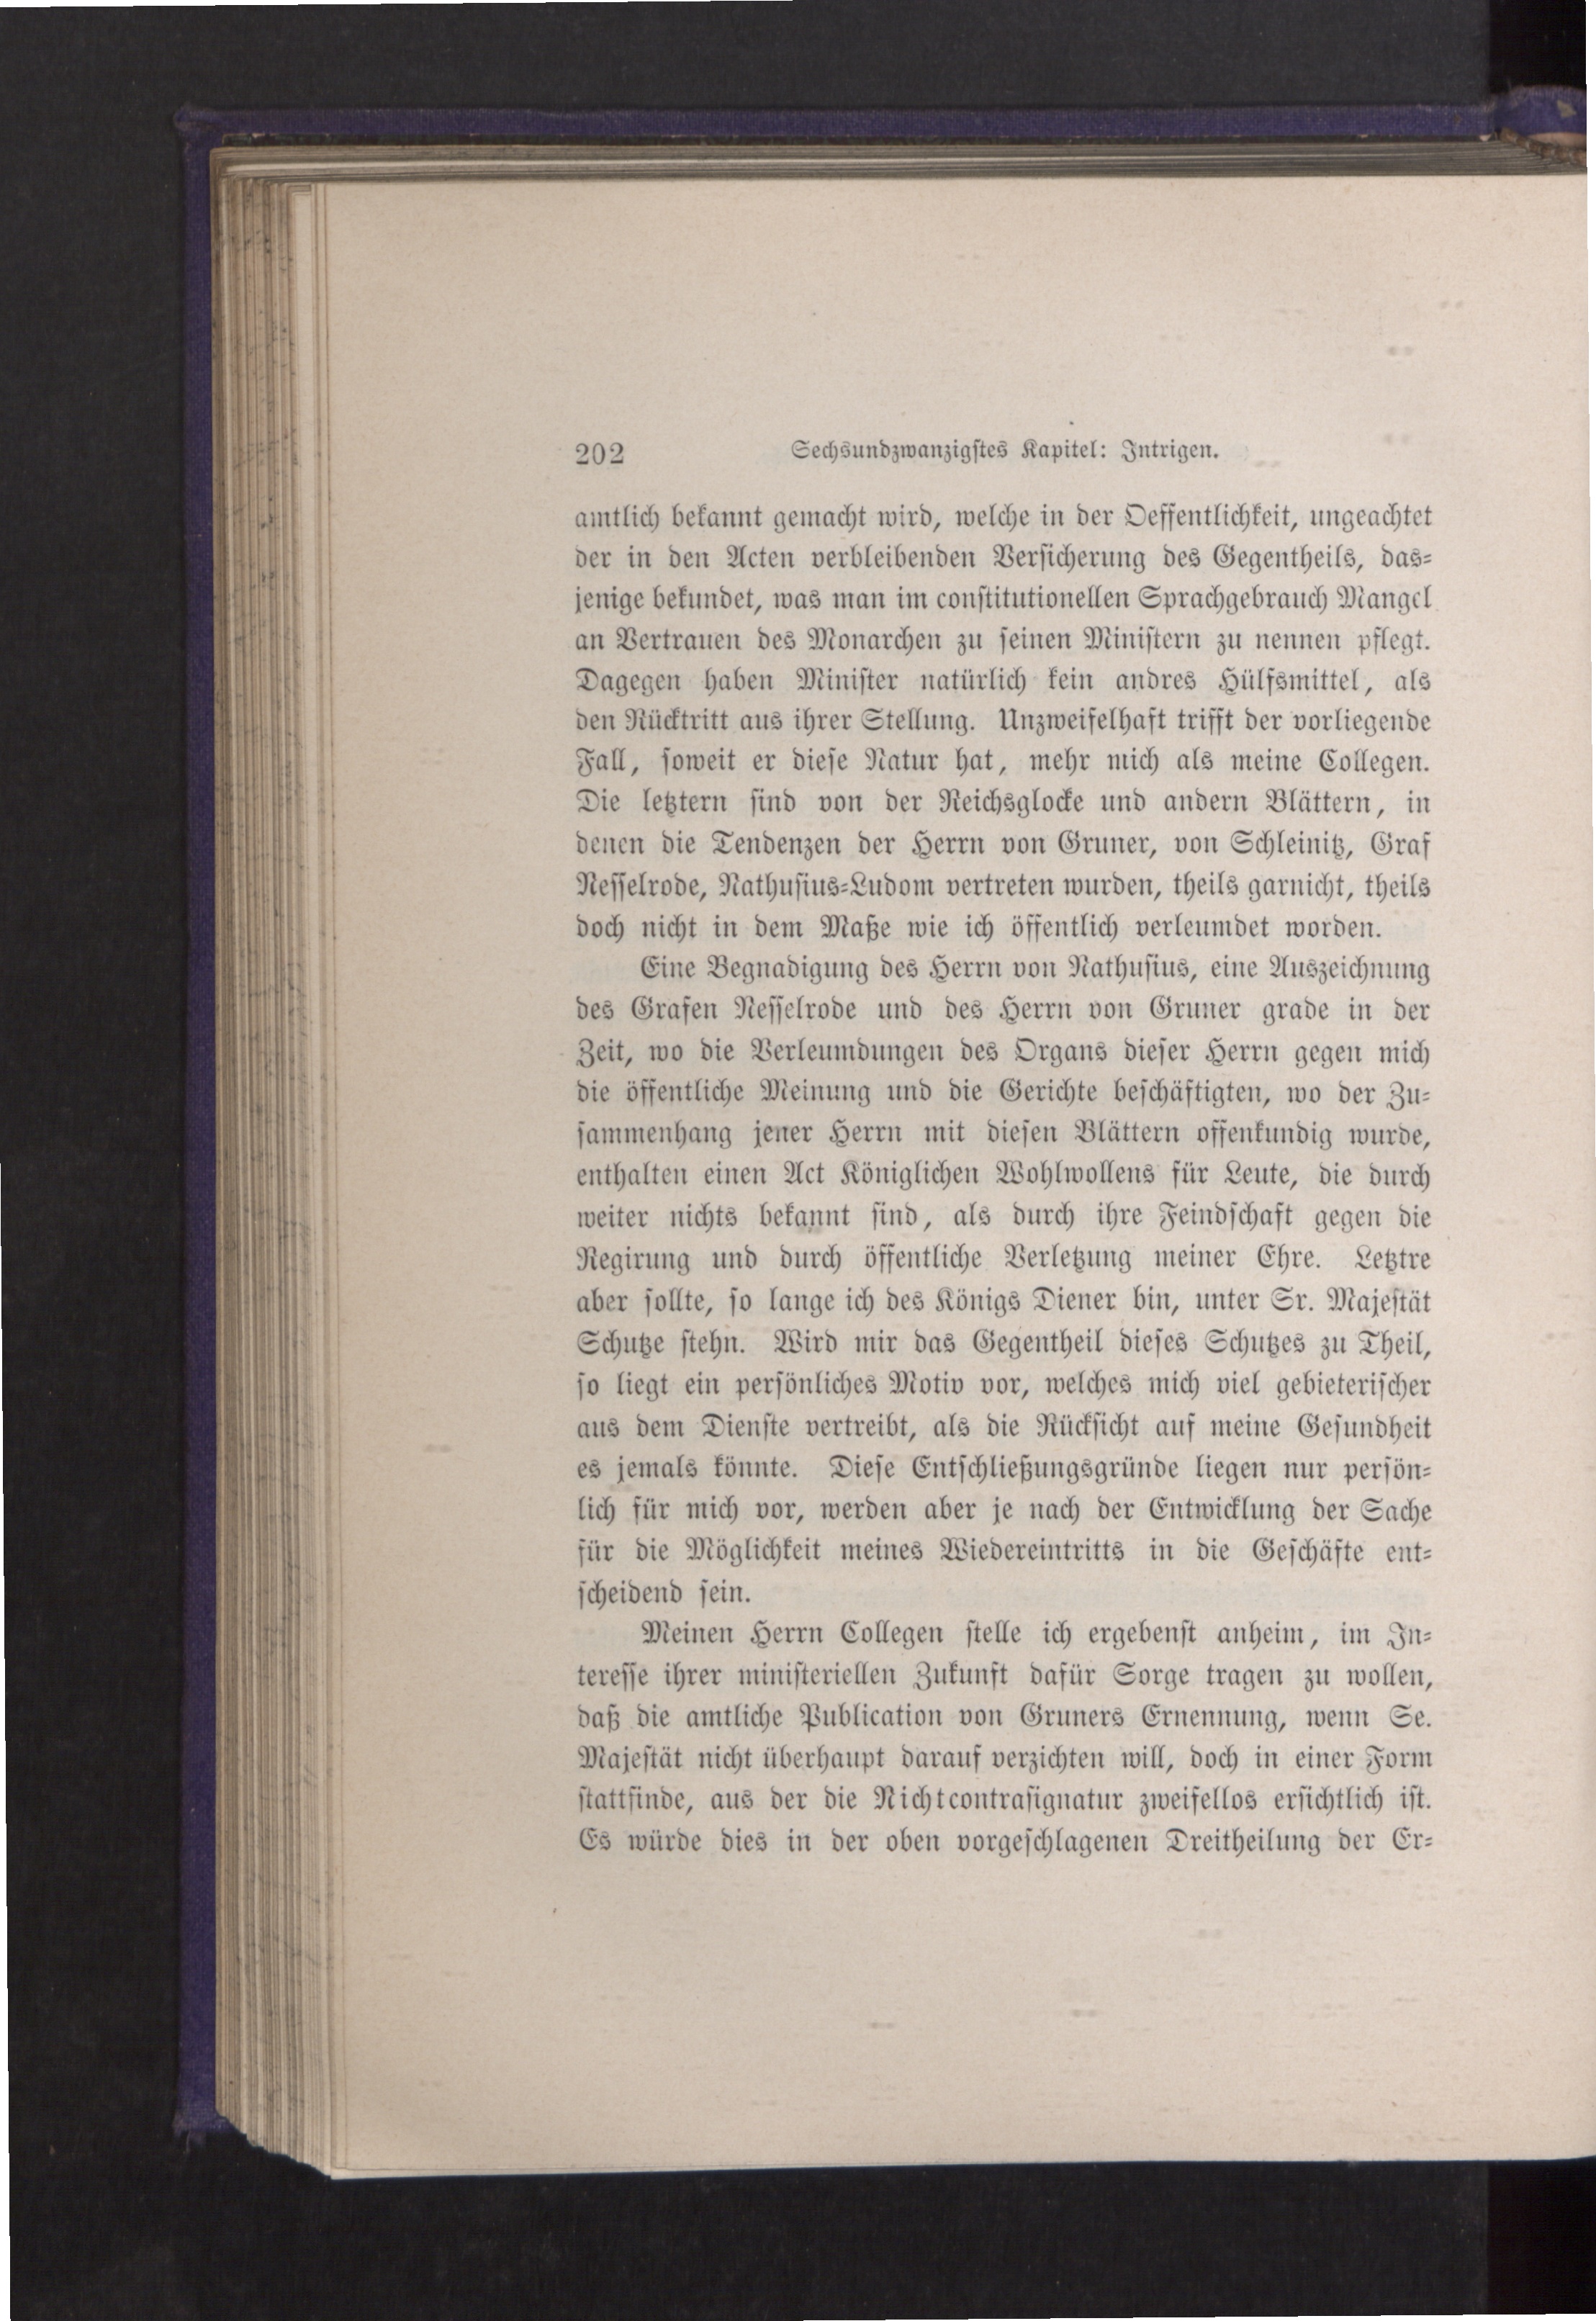 202 Sechsundzwanzigstes Kapitel: Intrigen.
amtlich bekannt gemacht wird, welche in der Oeffentlichkeit, ungeachtet
der in den Acten verbleibenden Versicherung des Gegentheils, das-
jenige bekundet, was man im constitutionellen Sprachgebrauch Mangel
an Vertrauen des Monarchen zu seinen Ministern zu nennen pflegt.
Dagegen haben Minister natürlich kein andres Hülfsmittel, als
den Rücktritt aus ihrer Stellung. Unzweifelhaft trifft der vorliegende
Fall, soweit er diese Natur hat, mehr mich als meine Collegen.
Die letztern sind von der Reichsglocke und andern Blättern, in
denen die Tendenzen der Herrn von Gruner, von Schleinitz, Graf
Nesselrode, Nathusius-Ludom vertreten wurden, theils garnicht, theils
doch nicht in dem Maße wie ich öffentlich verleumdet worden.
Eine Begnadigung des Herrn von Nathusius, eine Auszeichnung
des Grafen Nesselrode und des Herrn von Gruner grade in der
Zeit, wo die Verleumdungen des Organs dieser Herrn gegen mich
die öffentliche Meinung und die Gerichte beschäftigten, wo der Zu-
sammenhang jener Herrn mit diesen Blättern offenkundig wurde,
enthalten einen Act Königlichen Wohlwollens für Leute, die durch
weiter nichts bekannt sind, als durch ihre Feindschaft gegen die
Regirung und durch öffentliche Verletzung meiner Ehre. Letztre
aber sollte, so lange ich des Königs Diener bin, unter Sr. Majestät
Schutze stehn. Wird mir das Gegentheil dieses Schutzes zu Theil,
so liegt ein persönliches Motiv vor, welches mich viel gebieterischer
aus dem Dienste vertreibt, als die Rücksicht auf meine Gesundheit
es jemals könnte. Diese Entschließungsgründe liegen nur persön-
lich für mich vor, werden aber je nach der Entwicklung der Sache
für die Möglichkeit meines Wiedereintritts in die Geschäfte ent-
scheidend sein.
Meinen Herrn Collegen stelle ich ergebenst anheim, im In-
teresse ihrer ministeriellen Zukunft dafür Sorge tragen zu wollen,
daß die amtliche Publication von Gruners Ernennung, wenn Se.
Majestät nicht überhaupt darauf verzichten will, doch in einer Form
stattfinde, aus der die Nichtcontrasignatur zweifellos ersichtlich ist.
Es würde dies in der oben vorgeschlagenen Dreitheilung der Er-